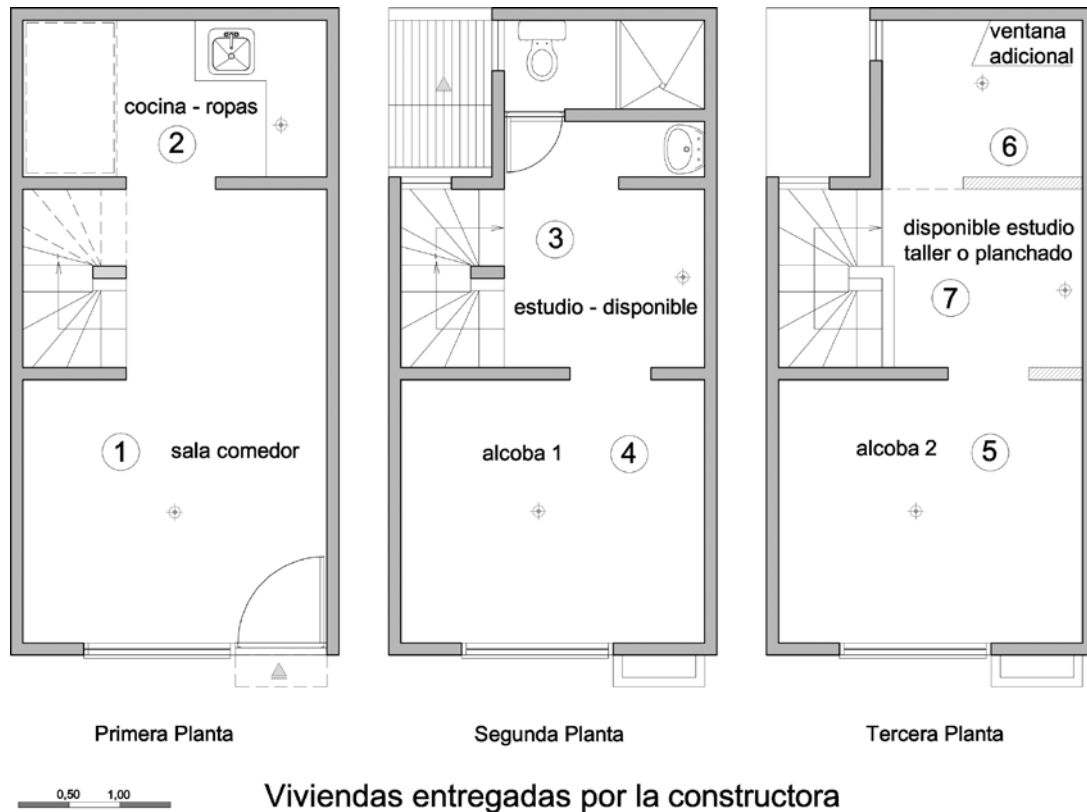 cocina - ropas
2
1
sala comedor
Primera Planta
3
estudio - disponible
alcoba 1
4
Segunda Planta
ventana
adicional
6
disponible estudio
taller o planchado
7
alcoba 2
5
Tercera Planta
0,50
1,00
Viviendas entregadas por la constructora